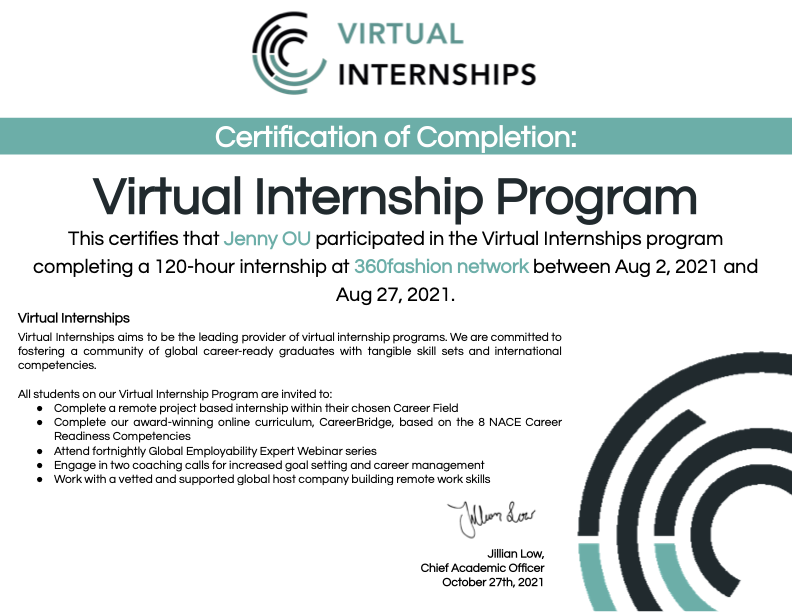 VIRTUAL
INTERNSHIPS
Certification of Completion:
Virtual Internship Program
This certifies that Jenny OU participated in the Virtual Internships program
completing a 120-hour internship at 360fashion network between Aug 2, 2021 and
Aug 27, 2021.
Virtual Internships
Virtual Internships aims to be the leading provider of virtual internship programs. We are committed to
fostering a community of global career-ready graduates with tangible skill sets and international
competencies.
All students on our Virtual Internship Program are invited to:
● Complete a remote project based internship within their chosen Career Field
● Complete our award-winning online curriculum, CareerBridge, based on the 8 NACE Career
Readiness Competencies
● Attend fortnightly Global Employability Expert Webinar series
● Engage in two coaching calls for increased goal setting and career management
● Work with a vetted and supported global host company building remote work skills
Jillian Low
Jillian Low,
Chief Academic Officer
October 27th, 2021